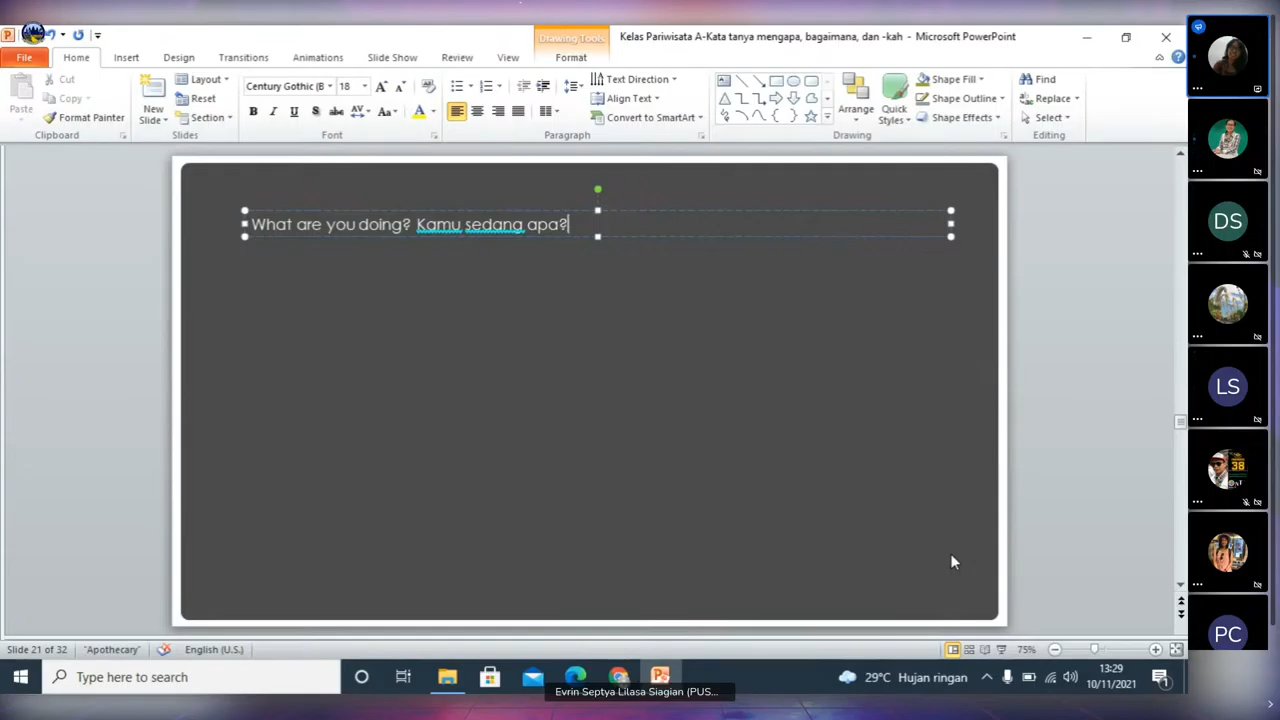 Drawing Tools
Kelas Pariwisata A-Kata tanya mengapa, bagaimana, dan -kah - Microsoft PowerPoint
File Home Insert Design Transitions Animations Slide Show Review View Format
Paste
Cut
Copy
Format Painter
Clipboard
New Slide
Layout
Reset
Section
Slides
Century Gothic (B 18
B I U S abc AV Aa A
Font
Text Direction
Align Text
Convert to SmartArt
Paragraph
Arrange
Quick Styles
Shape Fill
Shape Outline
Shape Effects
Drawing
Find
Replace
Select
Editing
What are you doing? Kamu sedang apa?
DS
LS
38
PC
Slide 21 of 32 "Apothecary" English (U.S.) 75%
Type here to search
29°C Hujan ringan
13:29
10/11/2021
1
Evrin Septya Lilasa Siagian (PUS...